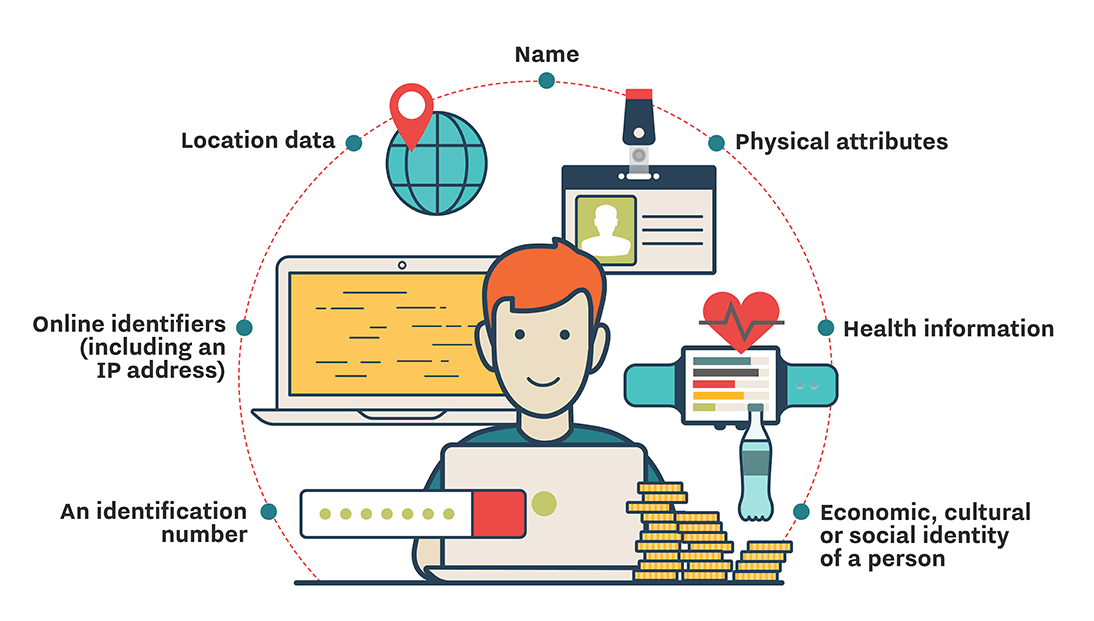 Name
Location data
Physical attributes
Online identifiers
(including an
IP address)
Health information
An identification
number
Economic, cultural
or social identity
of a person